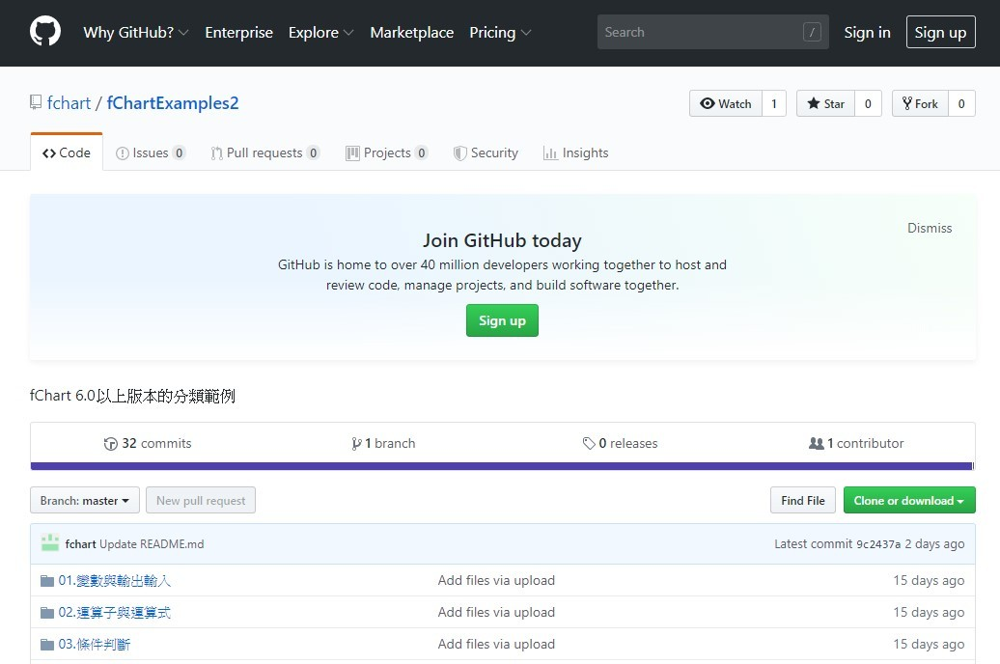 Why GitHub? Enterprise Explore Marketplace Pricing Search / Sign in Sign up
fchart / fChartExamples2 Watch 1 Star 0 Fork 0
Code Issues 0 Pull requests 0 Projects 0 Security Insights
Dismiss
Join GitHub today
GitHub is home to over 40 million developers working together to host and
review code, manage projects, and build software together.
Sign up
fChart 6.0以上版本的分類範例
32 commits 1 branch 0 releases 1 contributor
Branch: master New pull request Find File Clone or download
fchart Update README.md Latest commit 9c2437a 2 days ago
01.變數與輸出輸入 Add files via upload 15 days ago
02.運算子與運算式 Add files via upload 15 days ago
03.條件判斷 Add files via upload 15 days ago